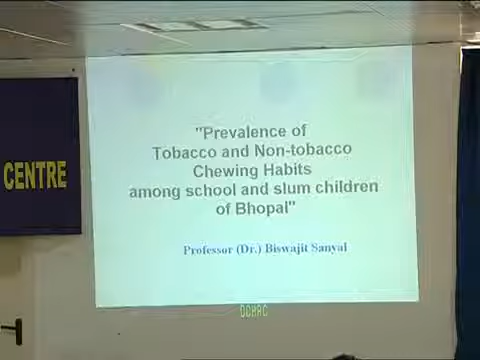 "Prevalence of
Tobacco and Non-tobacco
Chewing Habits
among school and slum children
of Bhopal"
Professor (Dr.) Biswajit Sanyal
CENTRE